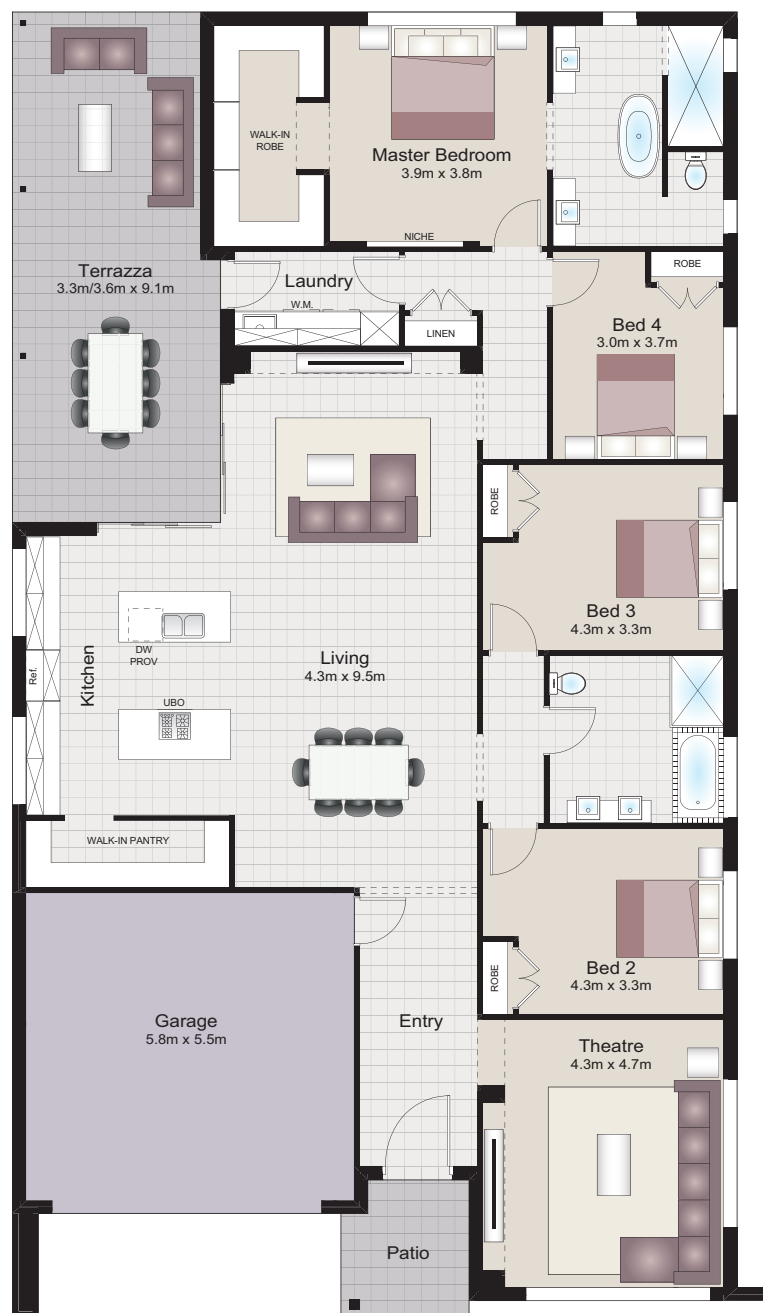 WALK-IN
ROBE
Master Bedroom
3.9m x 3.8m
NICHE
Terrazza
3.3m/3.6m x 9.1m
Laundry
W.M.
LINEN
ROBE
Bed 4
3.0m x 3.7m
ROBE
Bed 3
4.3m x 3.3m
DW
PROV
Kitchen
Ref.
Living
4.3m x 9.5m
UBO
WALK-IN PANTRY
ROBE
Bed 2
4.3m x 3.3m
Garage
5.8m x 5.5m
Entry
Theatre
4.3m x 4.7m
Patio